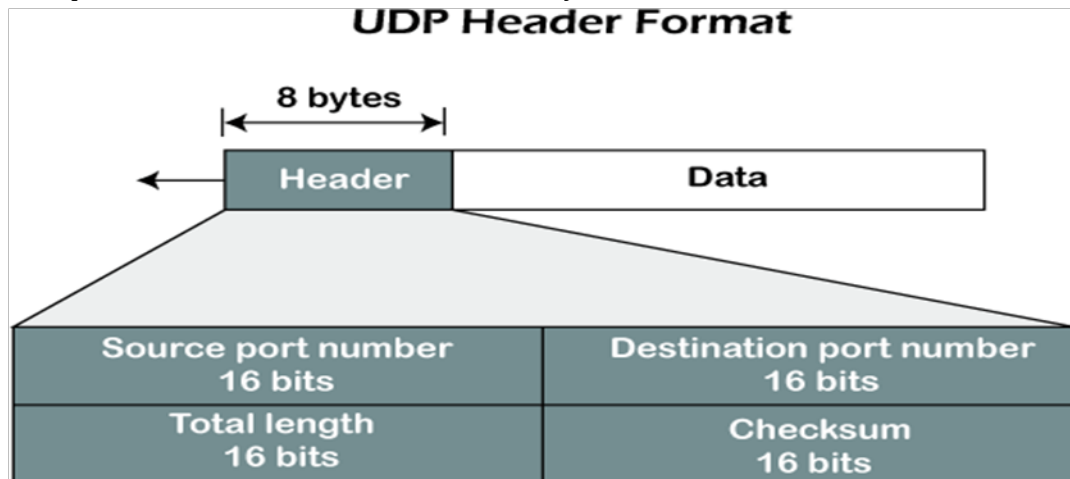 UDP Header Format
8 bytes
Header
Data
Source port number
16 bits
Destination port number
16 bits
Total length
16 bits
Checksum
16 bits